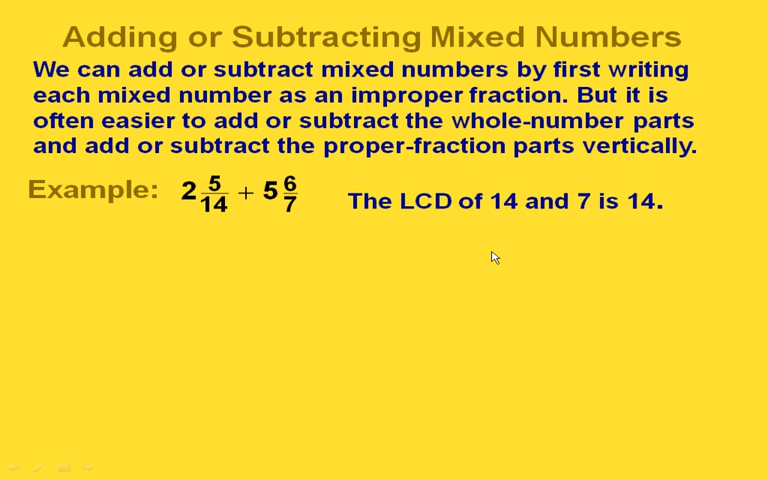 Adding or Subtracting Mixed Numbers
We can add or subtract mixed numbers by first writing
each mixed number as an improper fraction. But it is
often easier to add or subtract the whole-number parts
and add or subtract the proper-fraction parts vertically.
Example: 2 5/14 + 5 6/7 The LCD of 14 and 7 is 14.